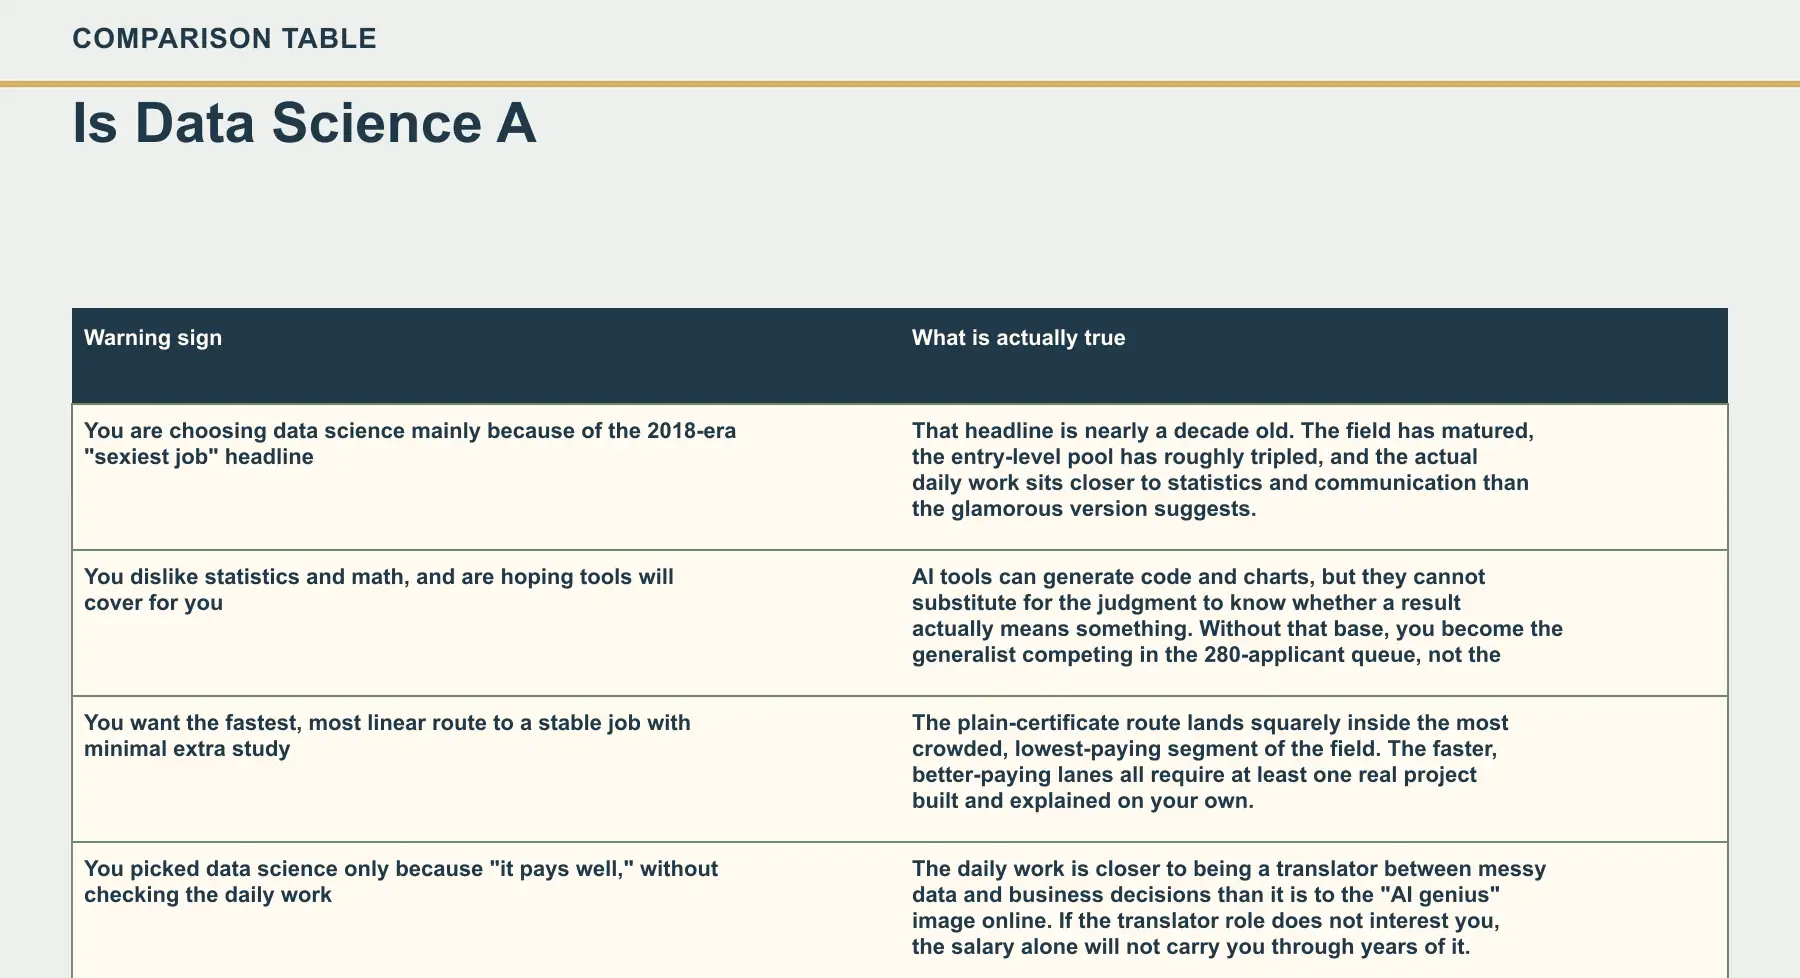 COMPARISON TABLE
Is Data Science A
Warning sign
What is actually true
You are choosing data science mainly because of the 2018-era
"sexiest job" headline
That headline is nearly a decade old. The field has matured,
the entry-level pool has roughly tripled, and the actual
daily work sits closer to statistics and communication than
the glamorous version suggests.
You dislike statistics and math, and are hoping tools will
cover for you
AI tools can generate code and charts, but they cannot
substitute for the judgment to know whether a result
actually means something. Without that base, you become the
generalist competing in the 280-applicant queue, not the
You want the fastest, most linear route to a stable job with
minimal extra study
The plain-certificate route lands squarely inside the most
crowded, lowest-paying segment of the field. The faster,
better-paying lanes all require at least one real project
built and explained on your own.
You picked data science only because "it pays well," without
checking the daily work
The daily work is closer to being a translator between messy
data and business decisions than it is to the "AI genius"
image online. If the translator role does not interest you,
the salary alone will not carry you through years of it.